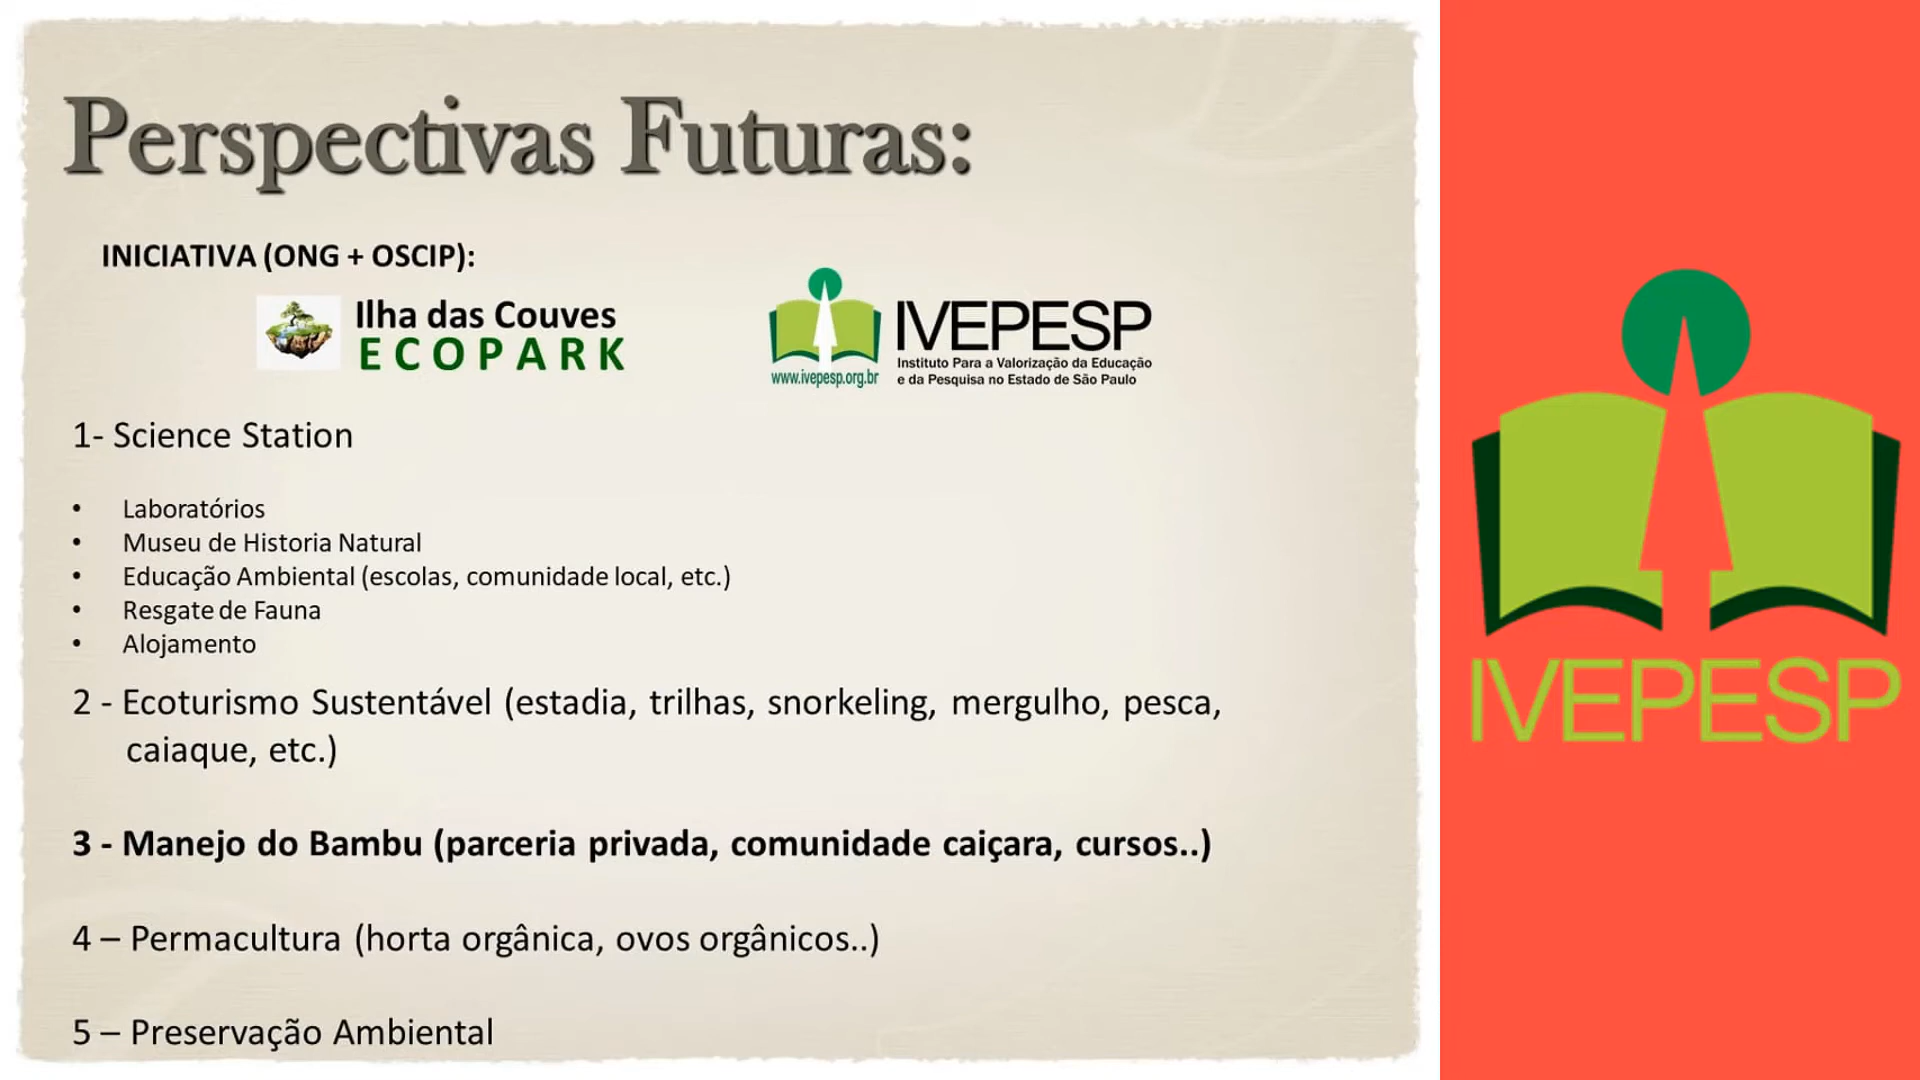 Perspectivas Futuras:
INICIATIVA (ONG + OSCIP):
Ilha das Couves
ECOPARK
IVEPESP
Instituto Para a Valorização da Educação
e da Pesquisa no Estado de São Paulo
www.ivepesp.org.br
1- Science Station
• Laboratórios
• Museu de Historia Natural
• Educação Ambiental (escolas, comunidade local, etc.)
• Resgate de Fauna
• Alojamento
2 - Ecoturismo Sustentável (estadia, trilhas, snorkeling, mergulho, pesca,
caiaque, etc.)
3 - Manejo do Bambu (parceria privada, comunidade caiçara, cursos..)
4 – Permacultura (horta orgânica, ovos orgânicos..)
5 – Preservação Ambiental
IVEPESP